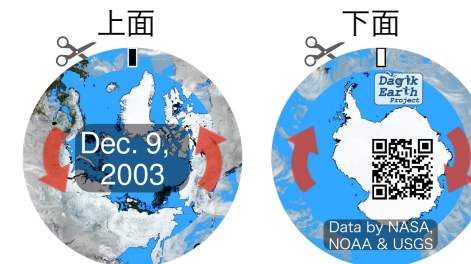 上面
下面
Dagik
Earth
Project
Dec. 9,
2003
Data by NASA,
NOAA & USGS